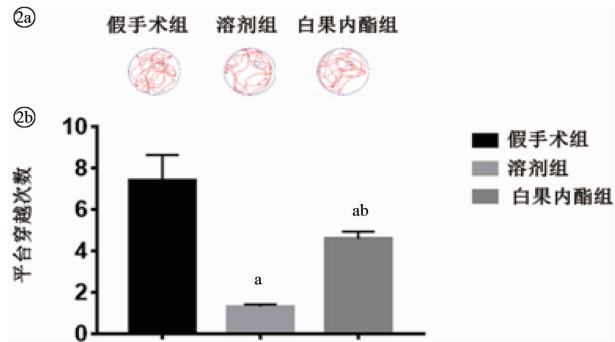 2a
假手术组 溶剂组 白果内酯组
2b
平台穿越次数
10
8
6
4
2
0
a
ab
假手术组
溶剂组
白果内酯组